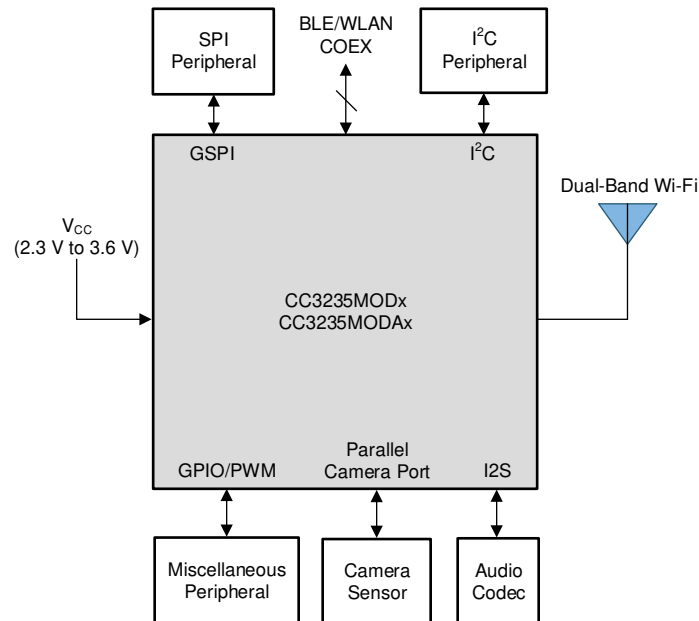 SPI
Peripheral
BLE/WLAN
COEX
I²C
Peripheral
GSPI
I²C
Dual-Band Wi-Fi
V_CC
(2.3 V to 3.6 V)
CC3235MODx
CC3235MODAx
GPIO/PWM
Parallel
Camera Port
I2S
Miscellaneous
Peripheral
Camera
Sensor
Audio
Codec